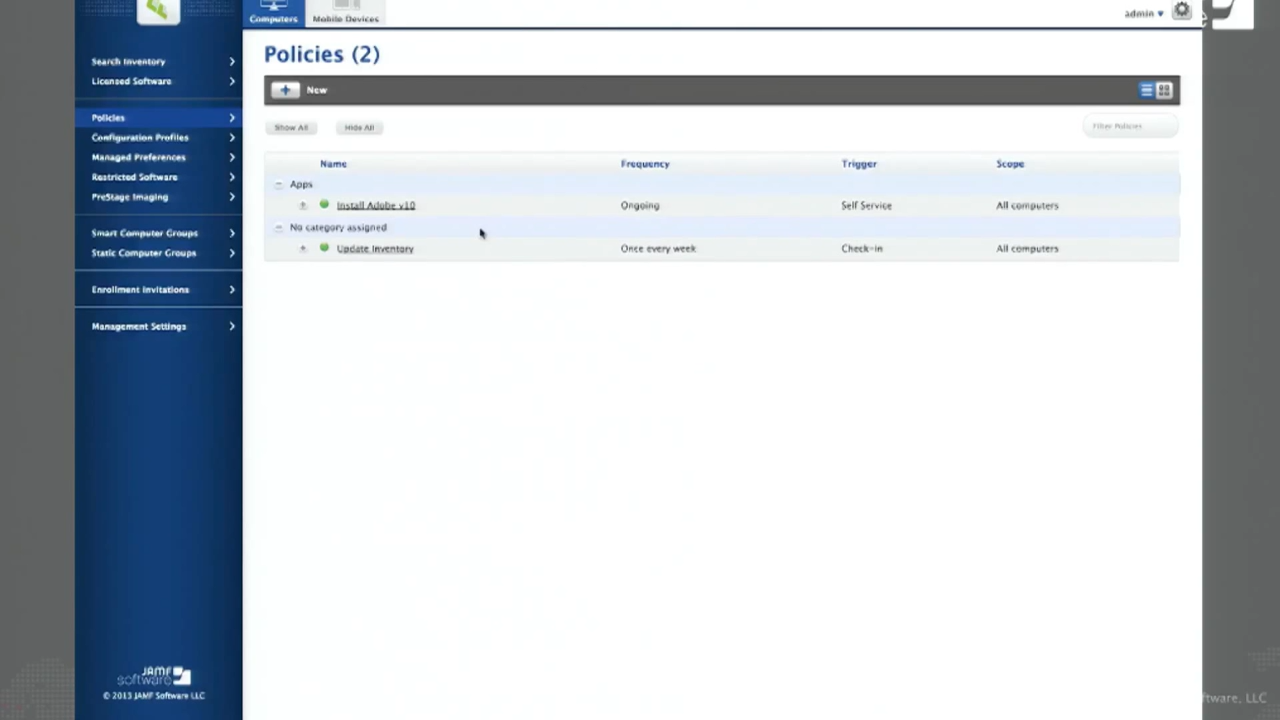 Computers
Mobile Devices
admin
Policies (2)
Search Inventory
Licensed Software
Policies
Configuration Profiles
Managed Preferences
Restricted Software
PreStage Imaging
Smart Computer Groups
Static Computer Groups
Enrollment Invitations
Management Settings
New
Show All
Hide All
Filter Policies
Name Frequency Trigger Scope
Apps
Install Adobe v10 Ongoing Self Service All computers
No category assigned
Update Inventory Once every week Check-in All computers
JAMF
software
© 2013 JAMF Software LLC
ftware, LLC